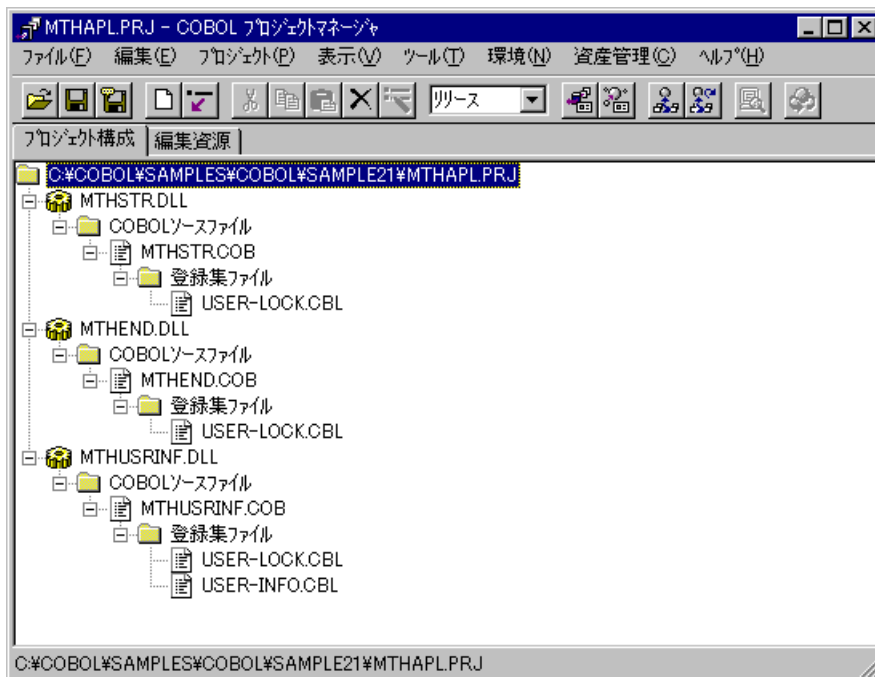 MTHAPL.PRJ - COBOL ﾌﾟﾛｼﾞｪｸﾄﾏﾈｰｼﾞｬ
ﾌｧｲﾙ(F) 編集(E) ﾌﾟﾛｼﾞｪｸﾄ(P) 表示(V) ﾂｰﾙ(T) 環境(N) 資産管理(C) ﾍﾙﾌﾟ(H)
ﾘﾘｰｽ
ﾌﾟﾛｼﾞｪｸﾄ構成 編集資源
C:¥COBOL¥SAMPLES¥COBOL¥SAMPLE21¥MTHAPL.PRJ
MTHSTR.DLL
COBOLｿｰｽﾌｧｲﾙ
MTHSTR.COB
登録集ﾌｧｲﾙ
USER-LOCK.CBL
MTHEND.DLL
COBOLｿｰｽﾌｧｲﾙ
MTHEND.COB
登録集ﾌｧｲﾙ
USER-LOCK.CBL
MTHUSRINF.DLL
COBOLｿｰｽﾌｧｲﾙ
MTHUSRINF.COB
登録集ﾌｧｲﾙ
USER-LOCK.CBL
USER-INFO.CBL
C:¥COBOL¥SAMPLES¥COBOL¥SAMPLE21¥MTHAPL.PRJ